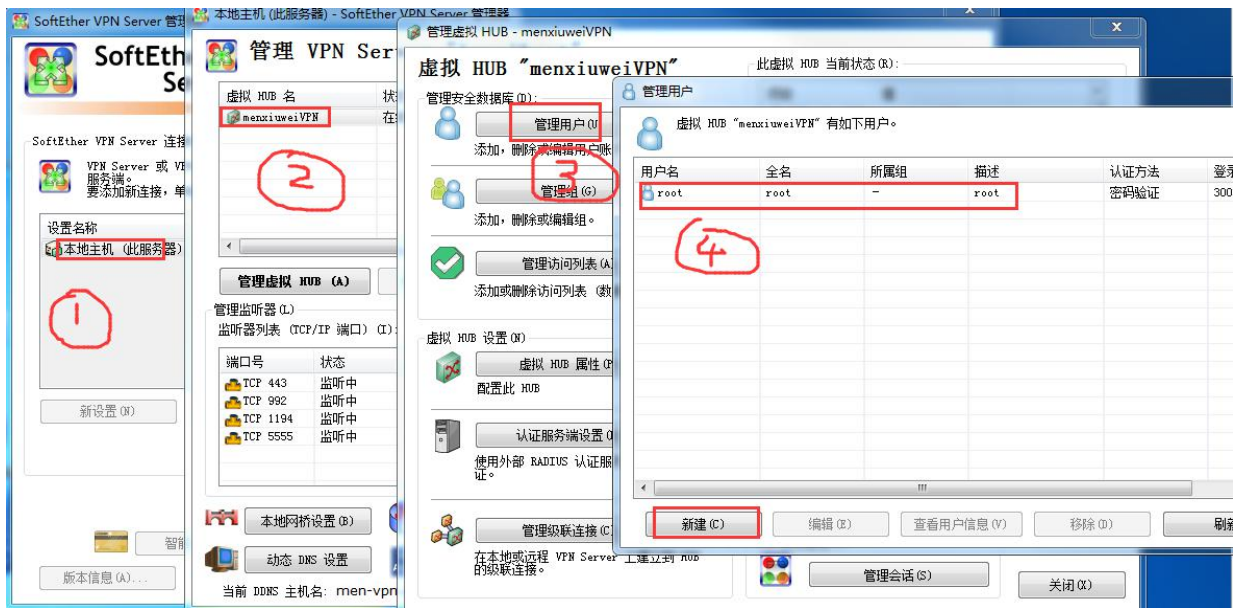 SoftEther VPN Server 管理
SoftEth
Se
SoftEther VPN Server 连接
VPN Server 或 VE
服务端。
要添加新连接，单
设置名称
本地主机 (此服务器)
1
新设置(N)
智能
版本信息(A)...
本地主机 (此服务器) - SoftEther VPN Server 管理器
管理 VPN Ser
虚拟 HUB 名 状
menxiuweiVPN 在
2
管理虚拟 HUB (A)
管理监听器(L)
监听器列表 (TCP/IP 端口) (I):
端口号 状态
TCP 443 监听中
TCP 992 监听中
TCP 1194 监听中
TCP 5555 监听中
本地网桥设置(B)
动态 DNS 设置
当前 DDNS 主机名: men-vpn
管理虚拟 HUB - menxiuweiVPN
虚拟 HUB "menxiuweiVPN"
此虚拟 HUB 当前状态(R):
管理安全数据库(D):
管理用户(U
添加, 删除或编辑用户账
3
管理组(G)
添加, 删除或编辑组。
管理访问列表(A
添加或删除访问列表 (数
虚拟 HUB 设置(N)
虚拟 HUB 属性(P
配置此 HUB
认证服务端设置(
使用外部 RADIUS 认证服
证。
管理级联连接(C
在本地或远程 VPN Server 上建立到 HUB
的级联连接。
管理会话(S)
关闭(X)
管理用户
虚拟 HUB "menxiuweiVPN" 有如下用户。
用户名 全名 所属组 描述 认证方法 登录
root root - root 密码验证 300
4
新建(C) 编辑(E) 查看用户信息(V) 移除(D) 刷新